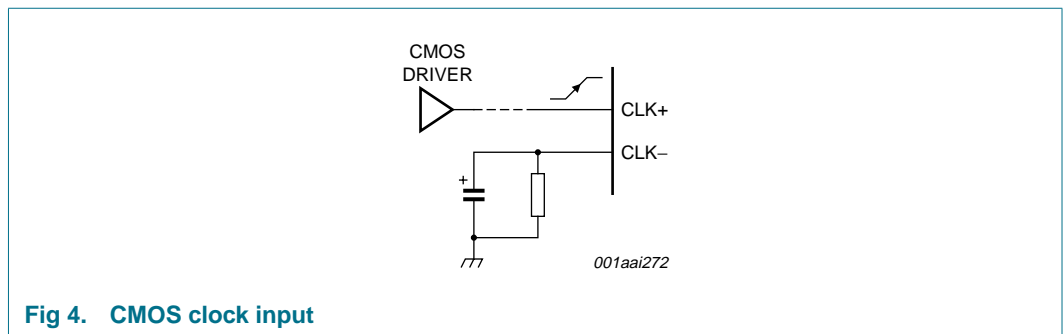 CMOS
DRIVER
CLK+
CLK−
+
001aai272
Fig 4. CMOS clock input